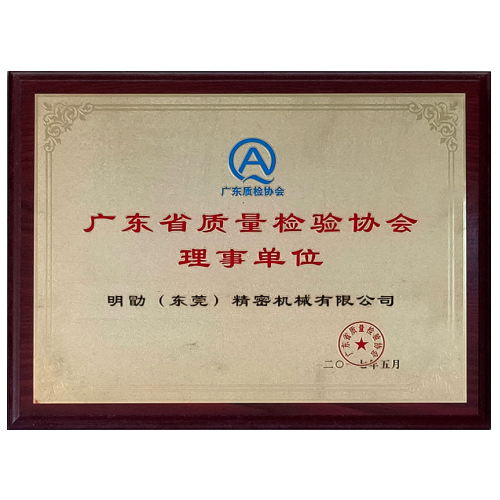 广东质检协会
广东省质量检验协会
理事单位
明勋（东莞）精密机械有限公司
广东省质量检验协会
二〇一七年五月